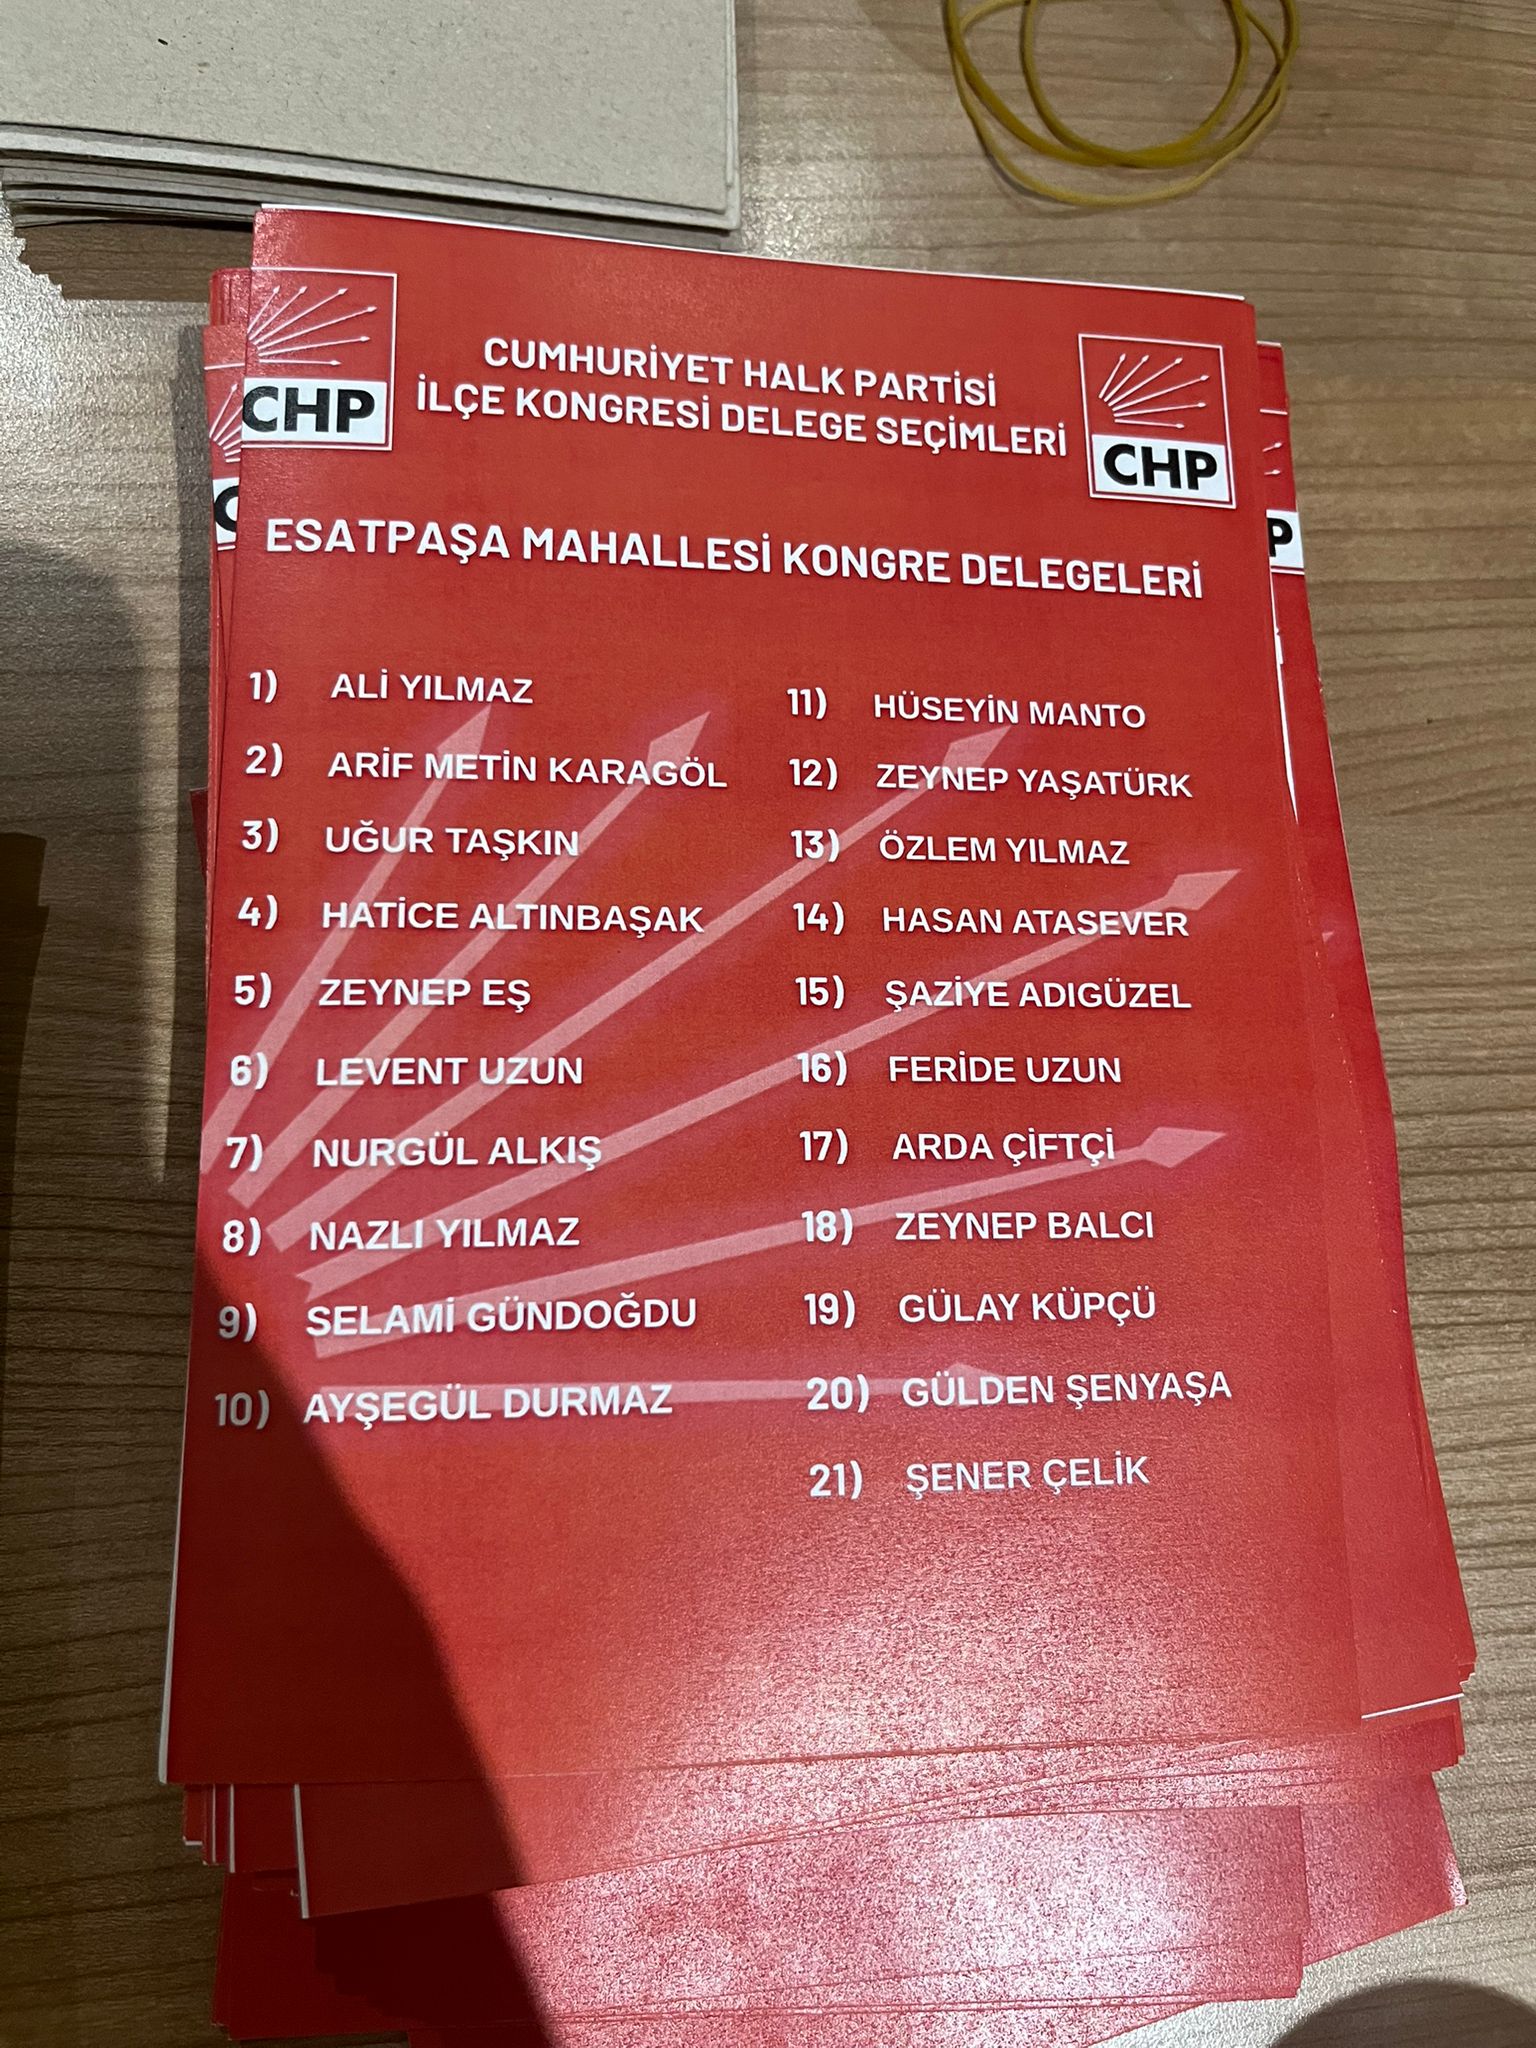 CHP
CUMHURİYET HALK PARTİSİ
İLÇE KONGRESİ DELEGE SEÇİMLERİ
CHP
ESATPAŞA MAHALLESİ KONGRE DELEGELERİ
1) ALİ YILMAZ
2) ARİF METİN KARAGÖL
3) UĞUR TAŞKIN
4) HATİCE ALTINBAŞAK
5) ZEYNEP EŞ
6) LEVENT UZUN
7) NURGÜL ALKIŞ
8) NAZLI YILMAZ
9) SELAMİ GÜNDOĞDU
10) AYŞEGÜL DURMAZ
11) HÜSEYİN MANTO
12) ZEYNEP YAŞATÜRK
13) ÖZLEM YILMAZ
14) HASAN ATASEVER
15) ŞAZİYE ADIGÜZEL
16) FERİDE UZUN
17) ARDA ÇİFTÇİ
18) ZEYNEP BALCI
19) GÜLAY KÜPÇÜ
20) GÜLDEN ŞENYAŞA
21) ŞENER ÇELİK